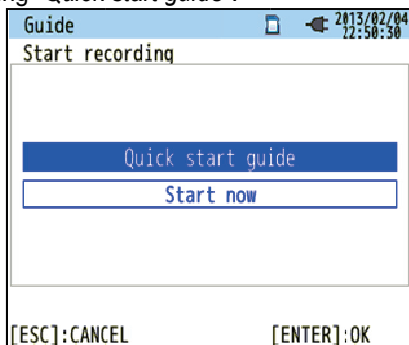 ng "Quick start guide".
Guide 2013/02/04
22:50:30
Start recording
Quick start guide
Start now
[ESC]:CANCEL [ENTER]:OK